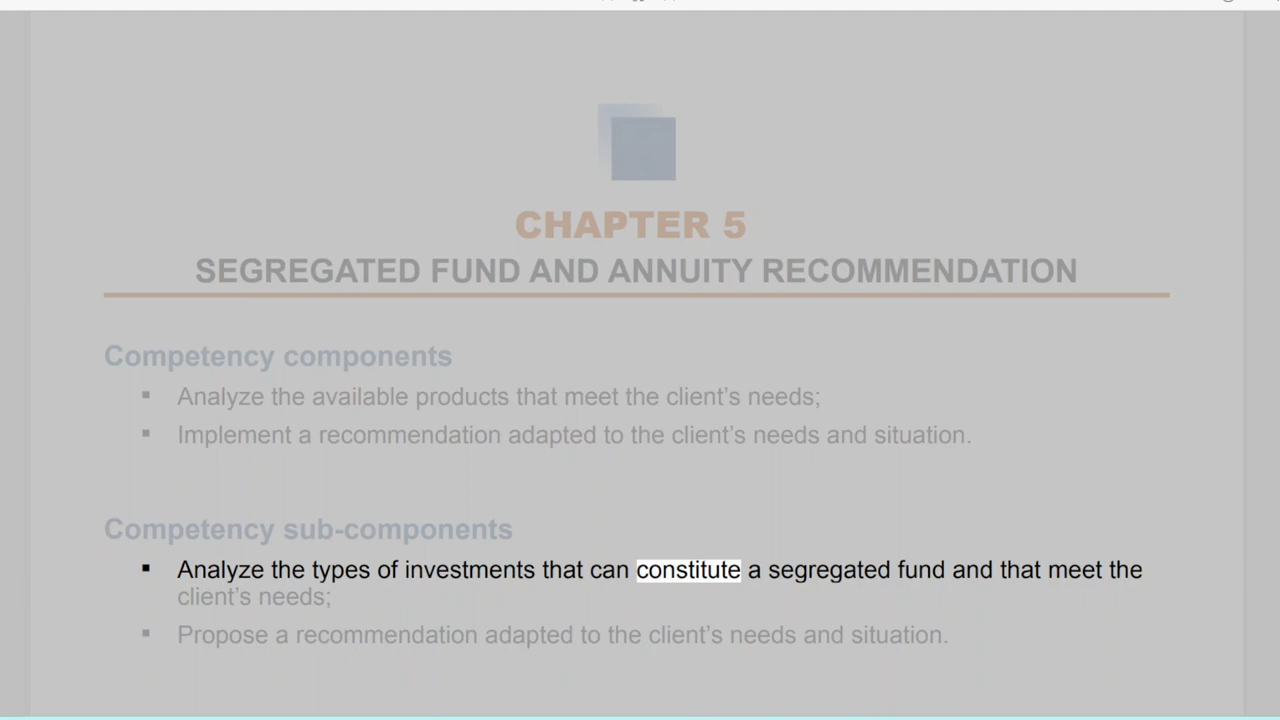 CHAPTER 5
SEGREGATED FUND AND ANNUITY RECOMMENDATION
Competency components
▪ Analyze the available products that meet the client’s needs;
▪ Implement a recommendation adapted to the client’s needs and situation.
Competency sub-components
▪ Analyze the types of investments that can constitute a segregated fund and that meet the
client’s needs;
▪ Propose a recommendation adapted to the client’s needs and situation.